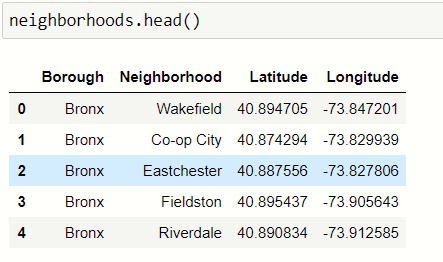 neighborhoods.head()
Borough Neighborhood Latitude Longitude
0 Bronx Wakefield 40.894705 -73.847201
1 Bronx Co-op City 40.874294 -73.829939
2 Bronx Eastchester 40.887556 -73.827806
3 Bronx Fieldston 40.895437 -73.905643
4 Bronx Riverdale 40.890834 -73.912585